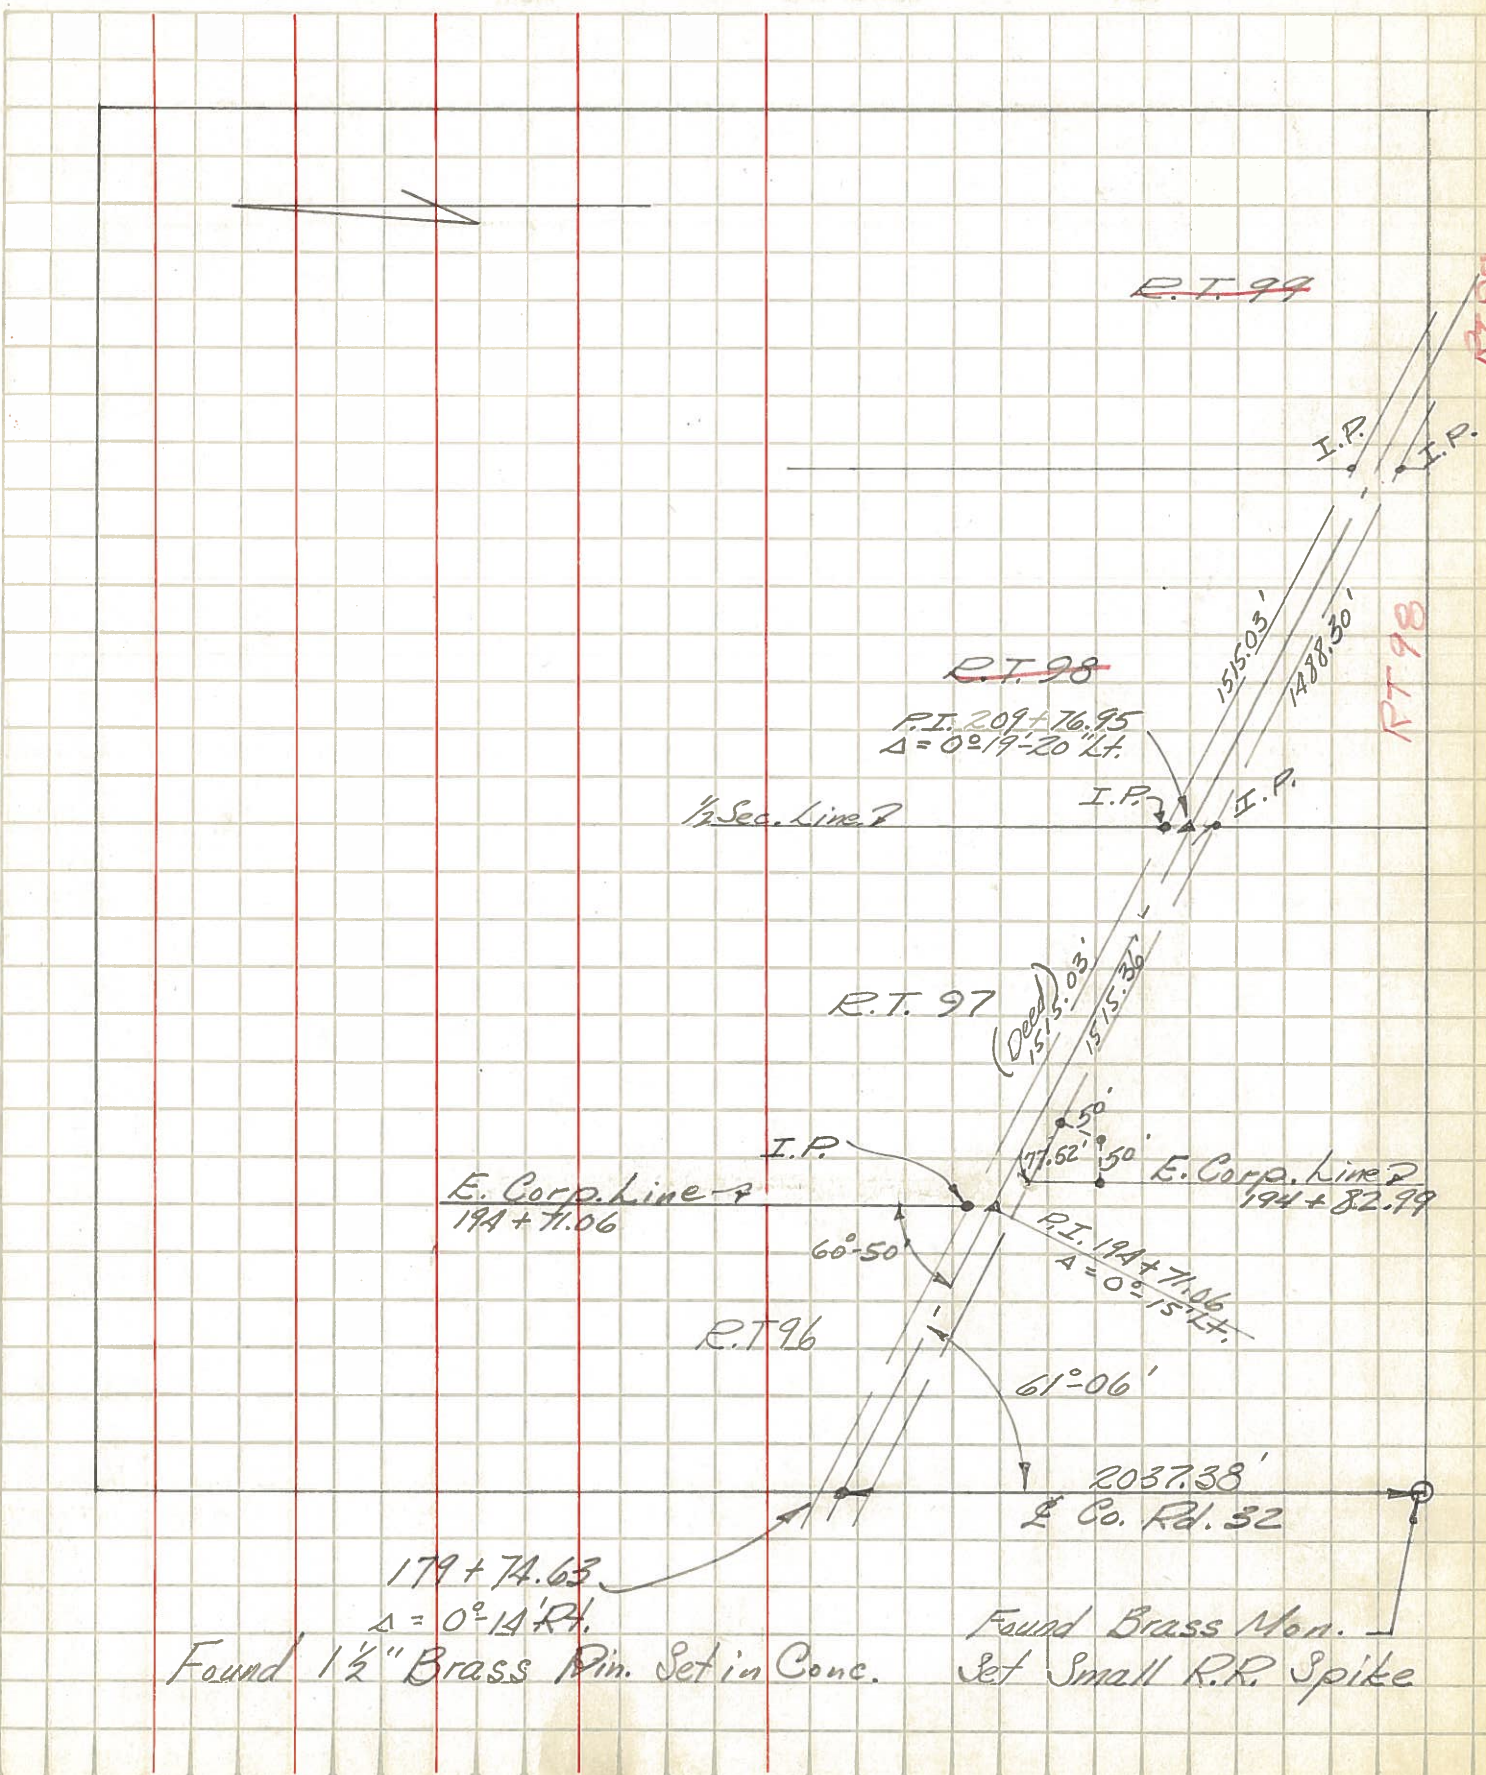 R.T. 99
I.P.
I.P.
1515.03'
1488.30'
RT 98
R.T. 98
P.I. 209+76.95
Δ = 0°-19'-20" Lt.
I.P.
I.P.
1/2 Sec. Line
R.T. 97
(Deed)
1515.03'
1515.36'
50'
77.52'
50'
I.P.
E. Corp. Line
194 + 71.06
E. Corp. Line
194 + 82.99
60°-50'
P.I. 194+71.06
Δ = 0°-15' Lt.
R.T 96
61°-06'
2037.38'
℄ Co. Rd. 32
179 + 74.63
Δ = 0°-14' Rt.
Found 1 1/2" Brass Pin. Set in Conc.
Found Brass Mon.
Set Small R.R. Spike